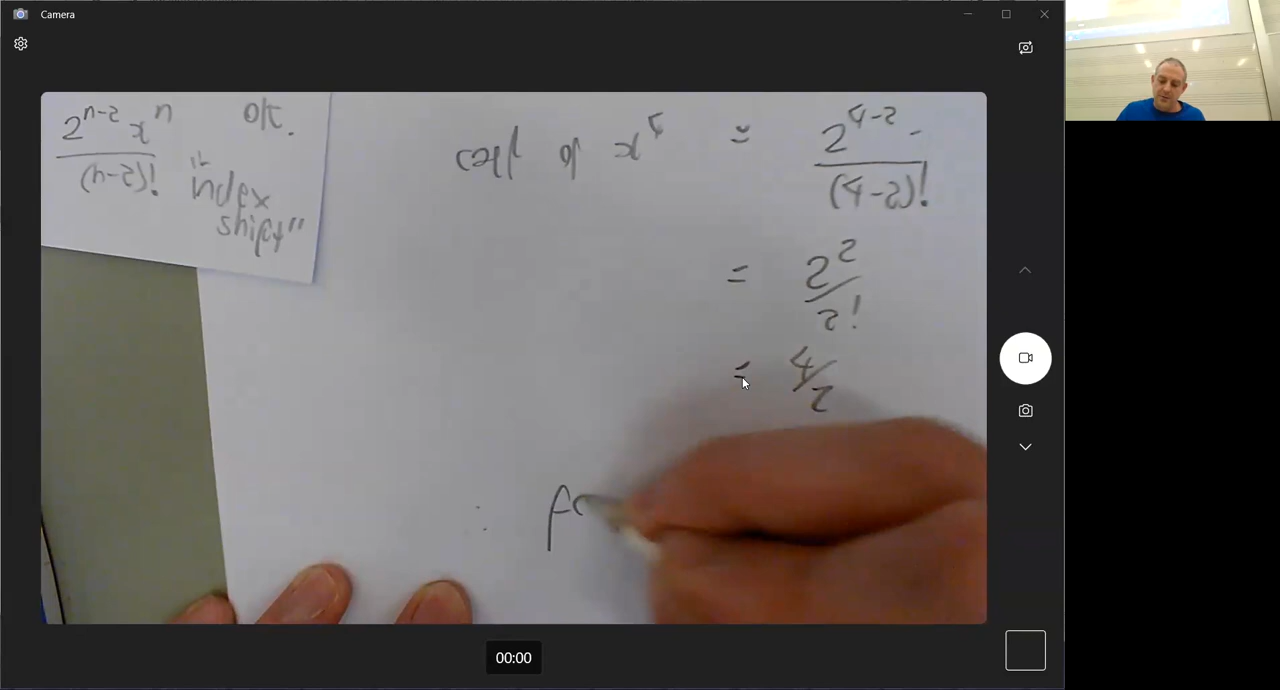 Camera
2^{n-2} x^n / (n-2)! OK.
"index
shift"
coeff of x^4 = 2^{4-2} / (4-2)!
= 2^2 / 2!
= 4/2
∴ f
00:00